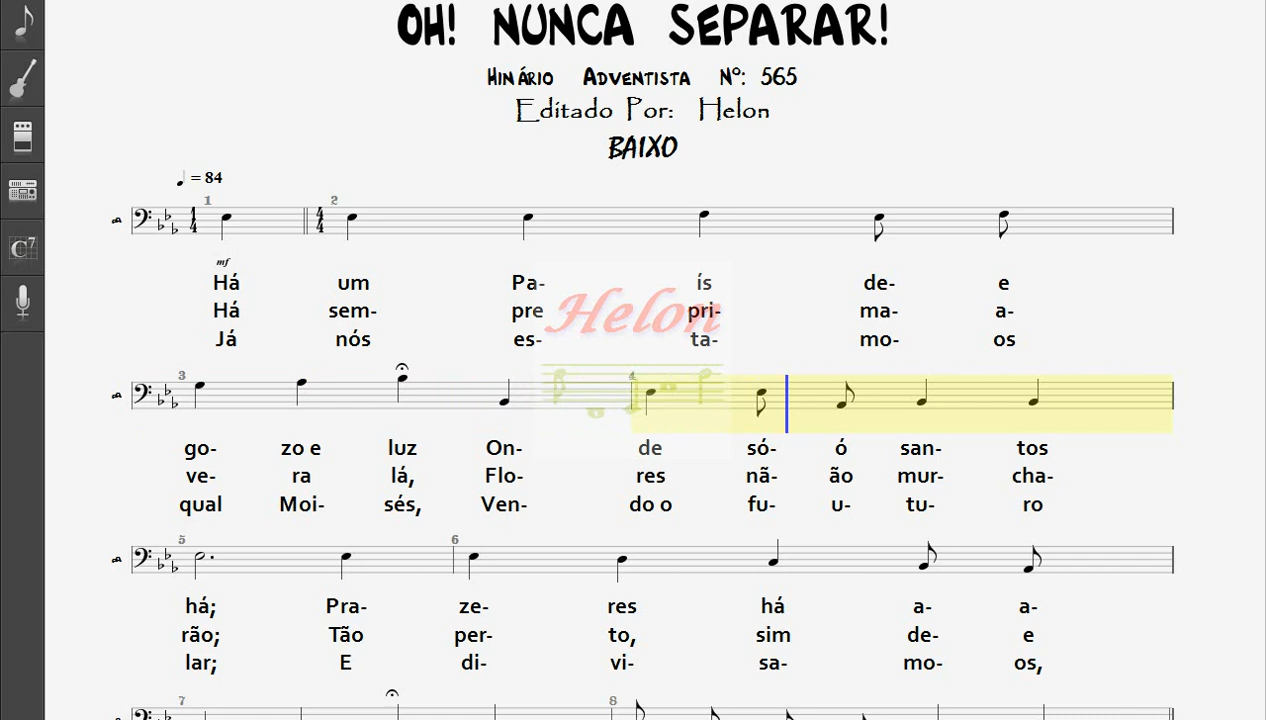 OH! NUNCA SEPARAR!
HINÁRIO ADVENTISTA Nº: 565
Editado Por: Helon
BAIXO
= 84
1 2
mf
Há um Pa- ís de- e
Há sem- pre pri- ma- a-
Já nós es- ta- mo- os
Helon
3 4
go- zo e luz On- de só- ó san- tos
ve- ra lá, Flo- res nã- ão mur- cha-
qual Moi- sés, Ven- do o fu- u- tu- ro
5 6
há; Pra- ze- res há a- a-
rão; Tão per- to, sim de- e
lar; E di- vi- sa- mo- os,
7 8
C7